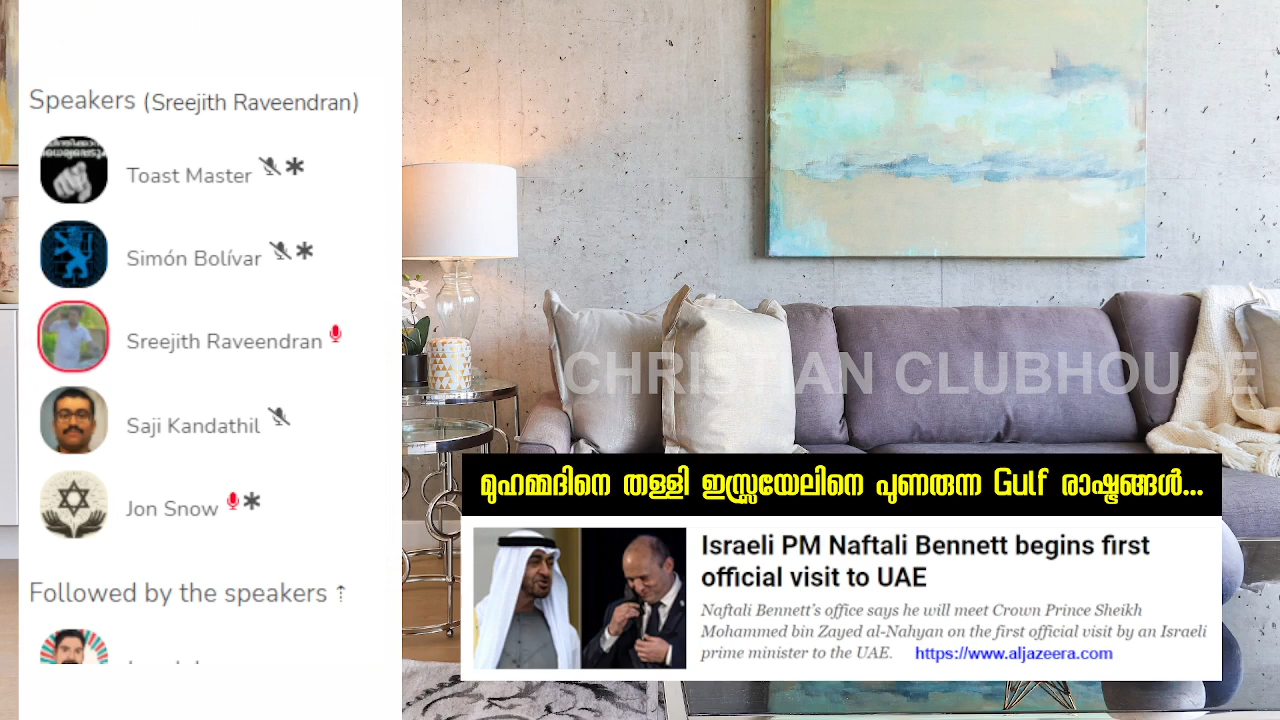 Speakers (Sreejith Raveendran)
Toast Master
Simón Bolívar
Sreejith Raveendran
Saji Kandathil
Jon Snow
Followed by the speakers ⇡
CHRISTIAN CLUBHOUSE
മുഹമ്മദിനെ തള്ളി ഇസ്രയേലിനെ പുണരുന്ന Gulf രാഷ്ട്രങ്ങൾ...
Israeli PM Naftali Bennett begins first
official visit to UAE
Naftali Bennett’s office says he will meet Crown Prince Sheikh
Mohammed bin Zayed al-Nahyan on the first official visit by an Israeli
prime minister to the UAE. https://www.aljazeera.com